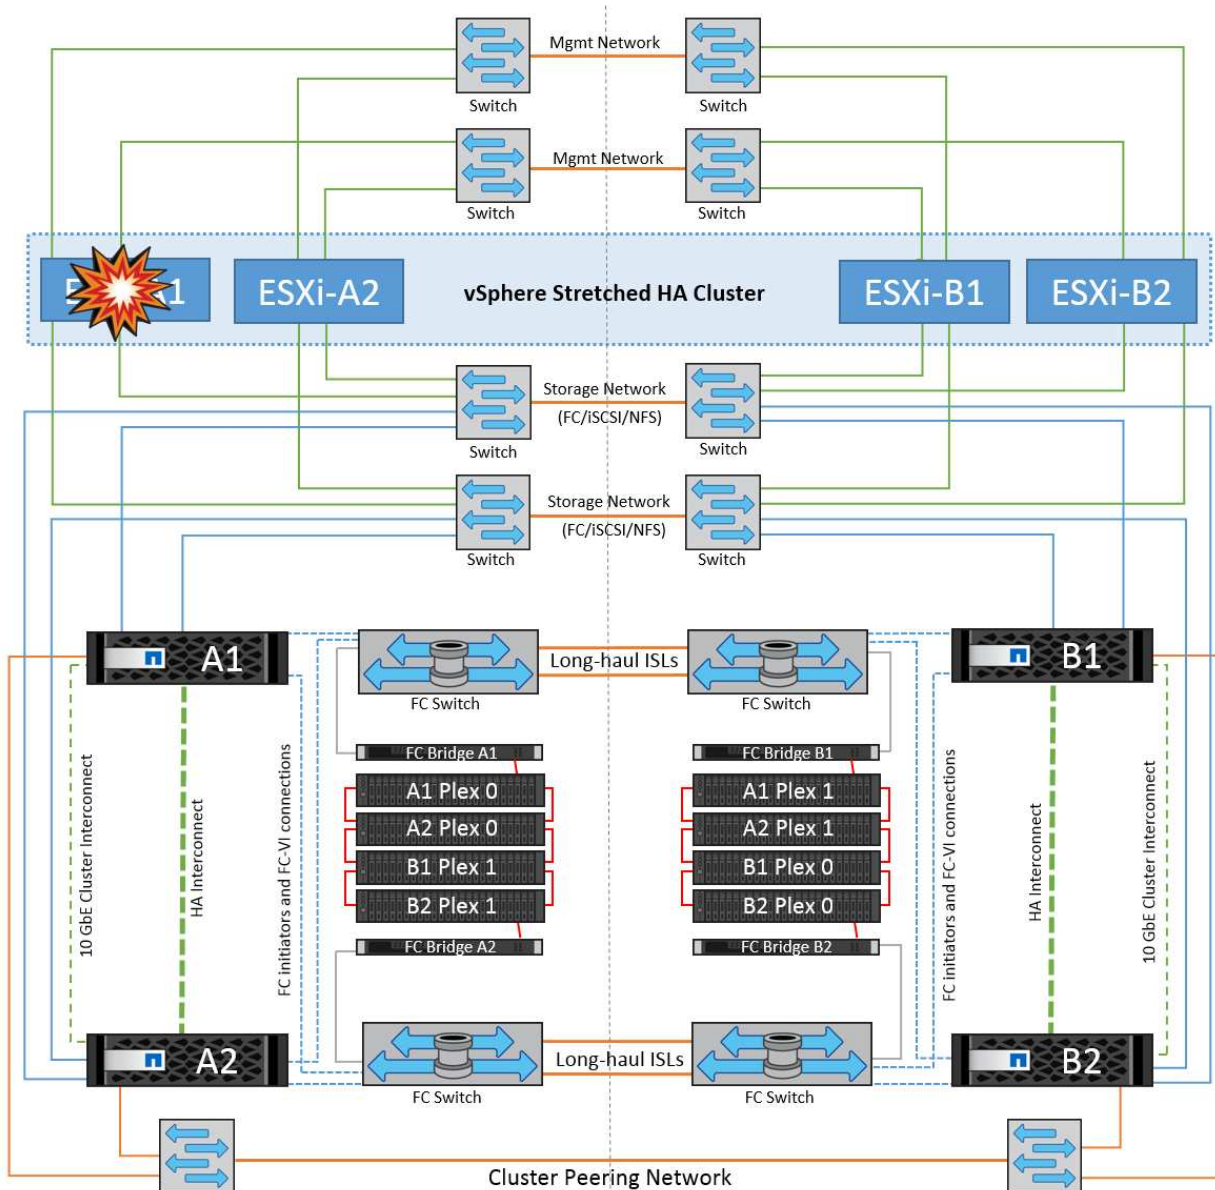 Mgmt Network
Switch
Switch
Mgmt Network
Switch
Switch
ESXi-A2
vSphere Stretched HA Cluster
ESXi-B1
ESXi-B2
Storage Network
(FC/iSCSI/NFS)
Switch
Switch
Storage Network
(FC/iSCSI/NFS)
Switch
Switch
A1
Long-haul ISLs
B1
FC Switch
FC Switch
10 GbE Cluster Interconnect
HA Interconnect
FC initiators and FC-VI connections
FC Bridge A1
A1 Plex 0
A2 Plex 0
B1 Plex 1
B2 Plex 1
FC Bridge A2
FC Bridge B1
A1 Plex 1
A2 Plex 1
B1 Plex 0
B2 Plex 0
FC Bridge B2
FC initiators and FC-VI connections
HA Interconnect
10 GbE Cluster Interconnect
A2
Long-haul ISLs
B2
FC Switch
FC Switch
Cluster Peering Network